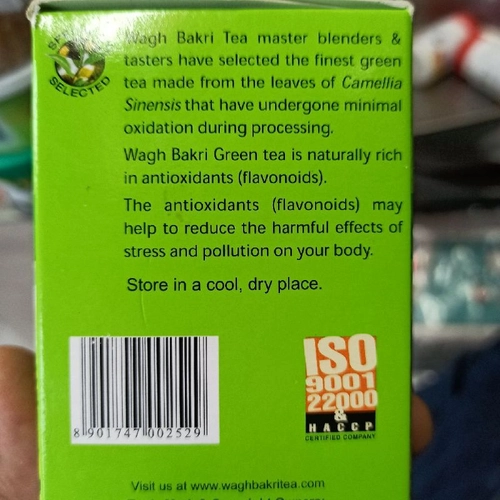 Wagh Bakri Tea master blenders &
tasters have selected the finest green
tea made from the leaves of Camellia
Sinensis that have undergone minimal
oxidation during processing.
Wagh Bakri Green tea is naturally rich
in antioxidants (flavonoids).
The antioxidants (flavonoids) may
help to reduce the harmful effects of
stress and pollution on your body.
Store in a cool, dry place.
SELECTED
8 901747 002529
ISO
9001
22000
&
HACCP
CERTIFIED COMPANY
Visit us at www.waghbakritea.com